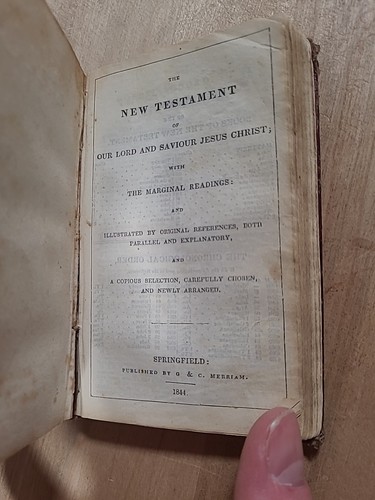 THE
NEW TESTAMENT
OF
OUR LORD AND SAVIOUR JESUS CHRIST;
WITH
THE MARGINAL READINGS:
AND
ILLUSTRATED BY ORIGINAL REFERENCES, BOTH
PARALLEL AND EXPLANATORY,
AND
A COPIOUS SELECTION, CAREFULLY CHOSEN,
AND NEWLY ARRANGED.
SPRINGFIELD:
PUBLISHED BY G & C. MERRIAM.
1844